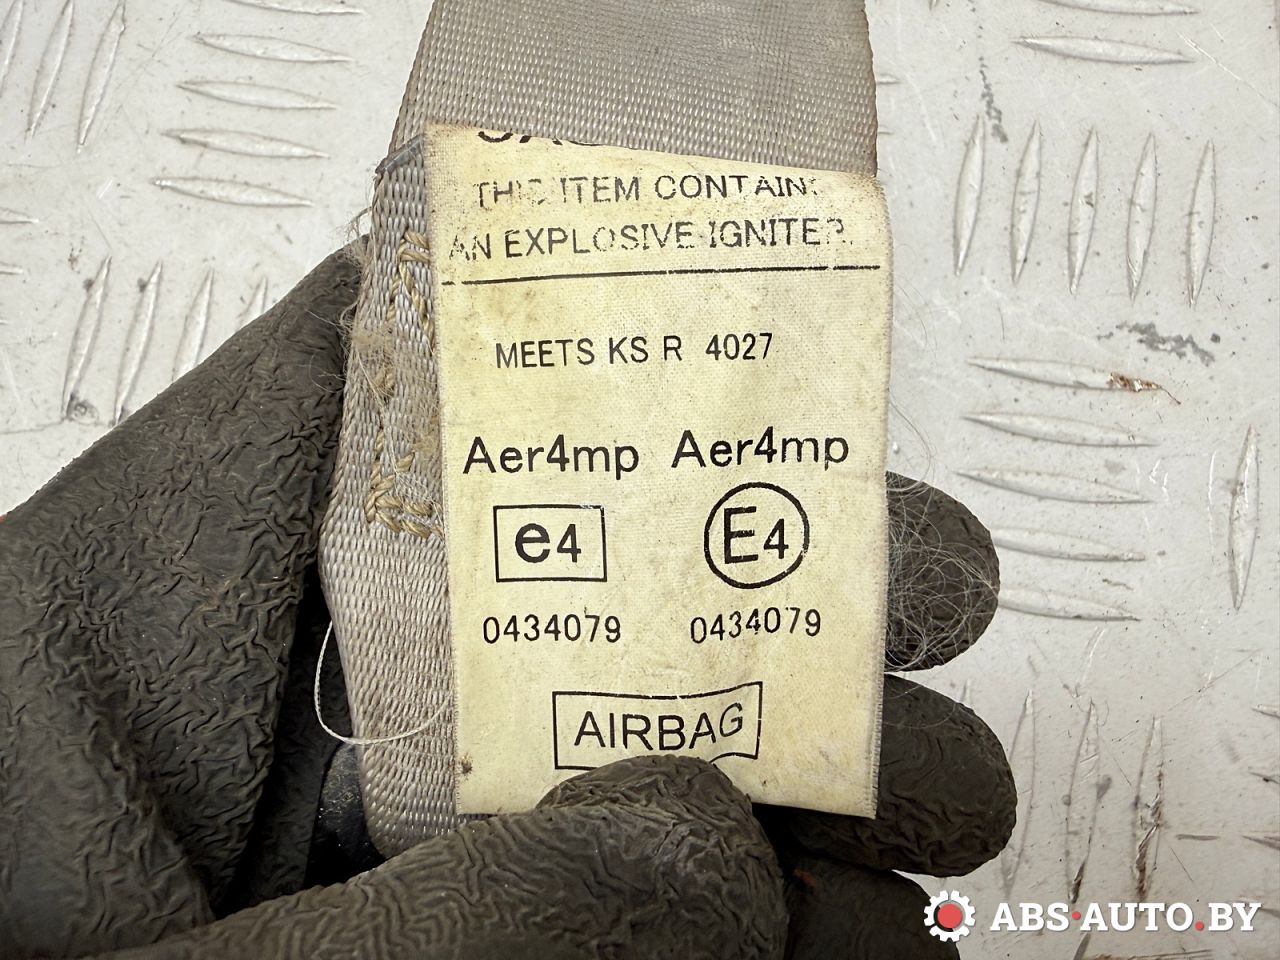 THIS ITEM CONTAINS
AN EXPLOSIVE IGNITER.
MEETS KS R 4027
Aer4mp Aer4mp
e4 E4
0434079 0434079
AIRBAG
ABS·AUTO.BY